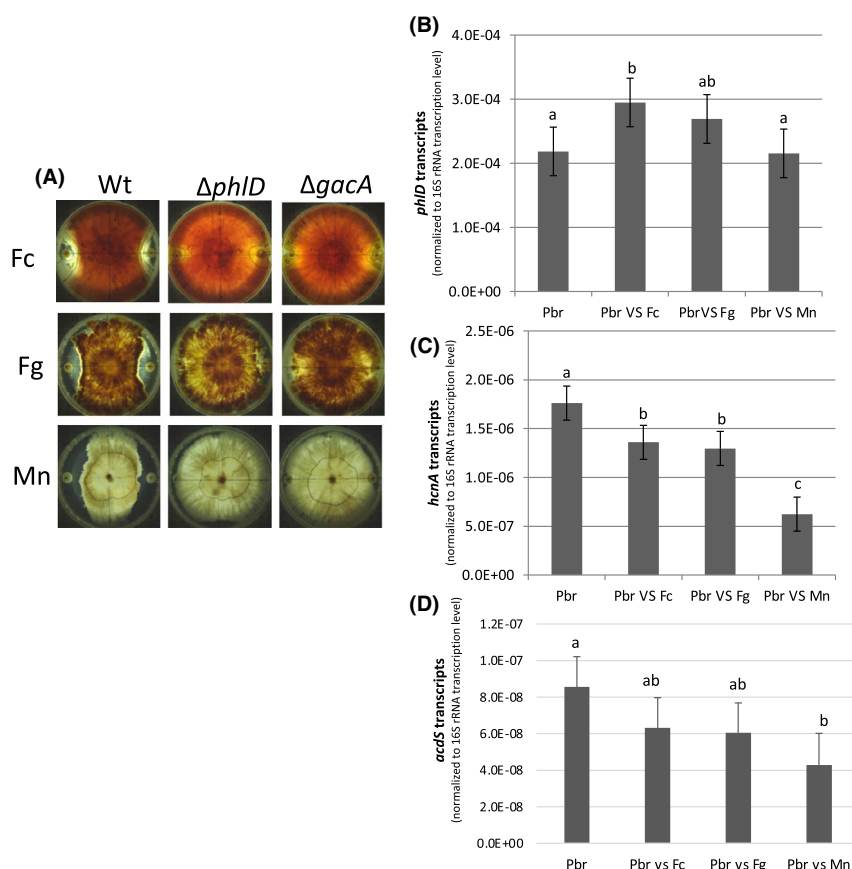 (A)
Wt
ΔphlD
ΔgacA
Fc
Fg
Mn
(B)
phlD transcripts
(normalized to 16S rRNA transcription level)
4.0E-04
3.0E-04
2.0E-04
1.0E-04
0.0E+00
a
b
ab
a
Pbr
Pbr VS Fc
PbrVS Fg
Pbr VS Mn
(C)
hcnA transcripts
(normalized to 16S rRNA transcription level)
2.5E-06
2.0E-06
1.5E-06
1.0E-06
5.0E-07
0.0E+00
a
b
b
c
Pbr
Pbr VS Fc
Pbr VS Fg
Pbr VS Mn
(D)
acdS transcripts
(normalized to 16S rRNA transcription level)
1.2E-07
1.0E-07
8.0E-08
6.0E-08
4.0E-08
2.0E-08
0.0E+00
a
ab
ab
b
Pbr
Pbr vs Fc
Pbr vs Fg
Pbr vs Mn